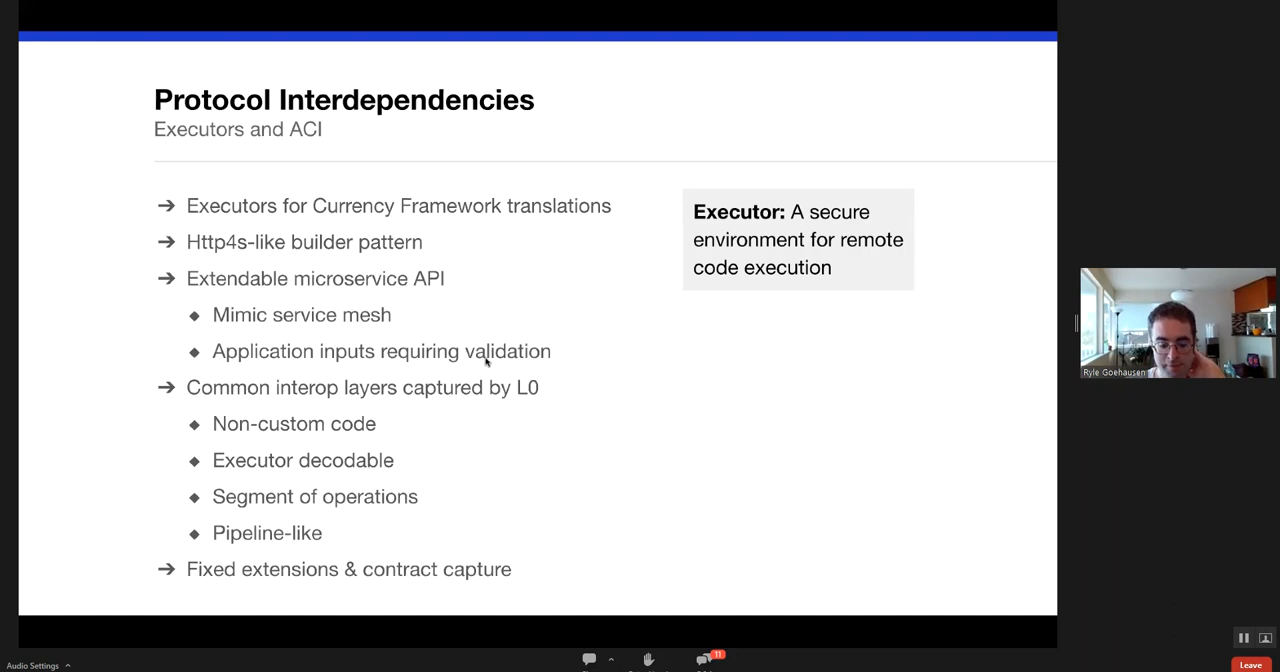 Protocol Interdependencies
Executors and ACI
→ Executors for Currency Framework translations
→ Http4s-like builder pattern
→ Extendable microservice API
◆ Mimic service mesh
◆ Application inputs requiring validation
→ Common interop layers captured by L0
◆ Non-custom code
◆ Executor decodable
◆ Segment of operations
◆ Pipeline-like
→ Fixed extensions & contract capture
Executor: A secure
environment for remote
code execution
Ryle Goehausen
Audio Settings
11
Leave